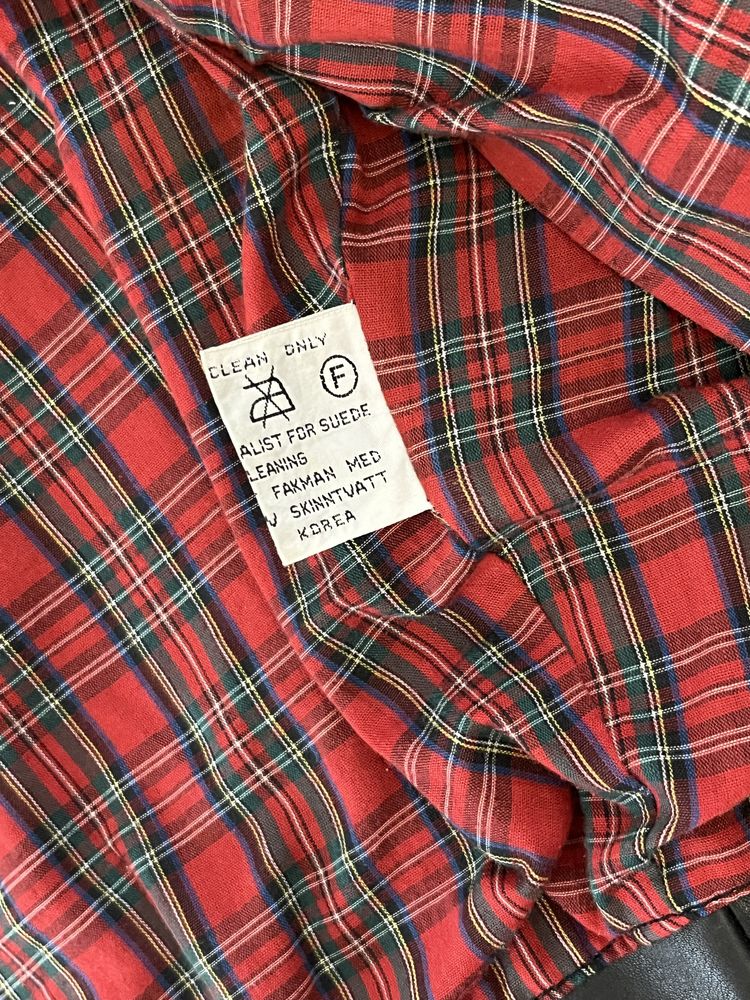 CLEAN ONLY
F
ALIST FOR SUEDE
LEANING
FAKMAN MED
SKINNTVATT
KOREA